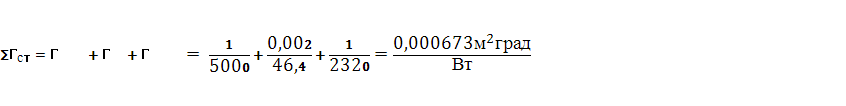 ΣГст = Г + Г + Г = 1/5000 + 0,002/46,4 + 1/2320 = 0,000673м²град/Вт